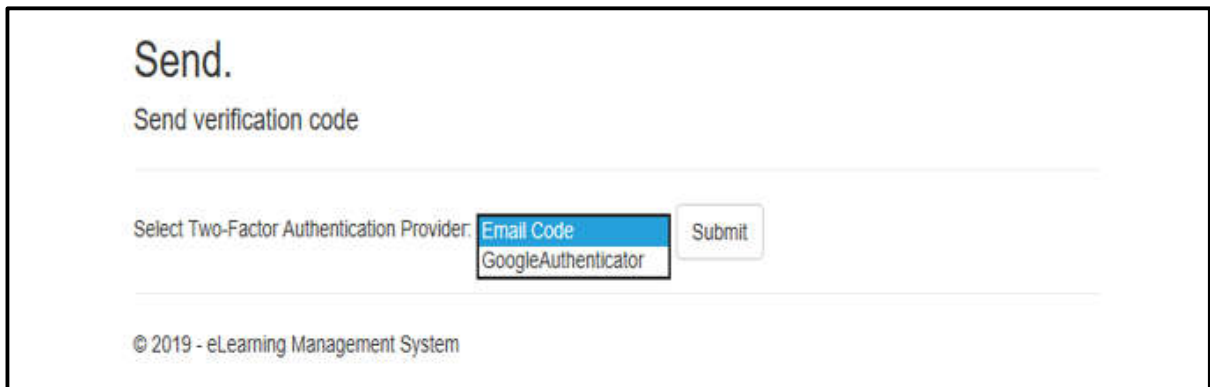 Send.
Send verification code
Select Two-Factor Authentication Provider: Email Code Submit
GoogleAuthenticator
© 2019 - eLearning Management System